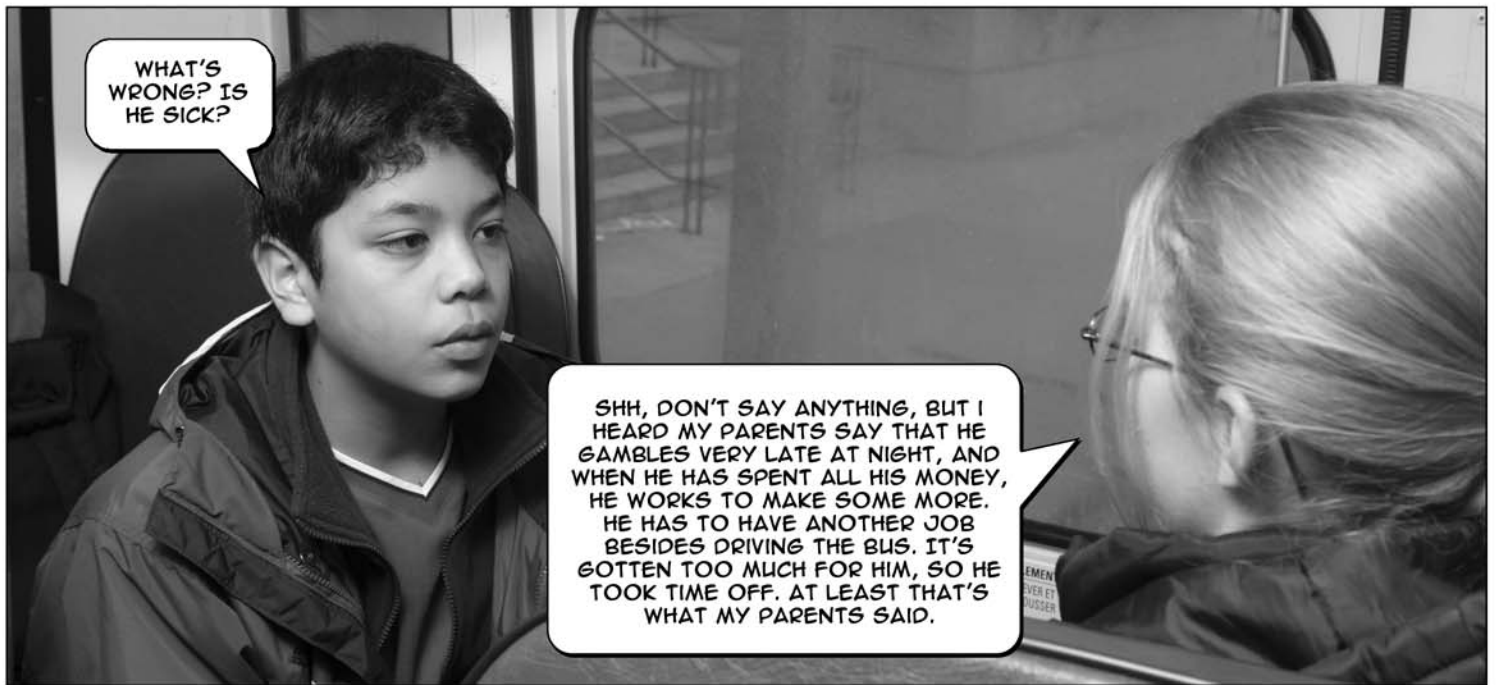 WHAT'S
WRONG? IS
HE SICK?
SHH, DON'T SAY ANYTHING, BUT I
HEARD MY PARENTS SAY THAT HE
GAMBLES VERY LATE AT NIGHT, AND
WHEN HE HAS SPENT ALL HIS MONEY,
HE WORKS TO MAKE SOME MORE.
HE HAS TO HAVE ANOTHER JOB
BESIDES DRIVING THE BUS. IT'S
GOTTEN TOO MUCH FOR HIM, SO HE
TOOK TIME OFF. AT LEAST THAT'S
WHAT MY PARENTS SAID.